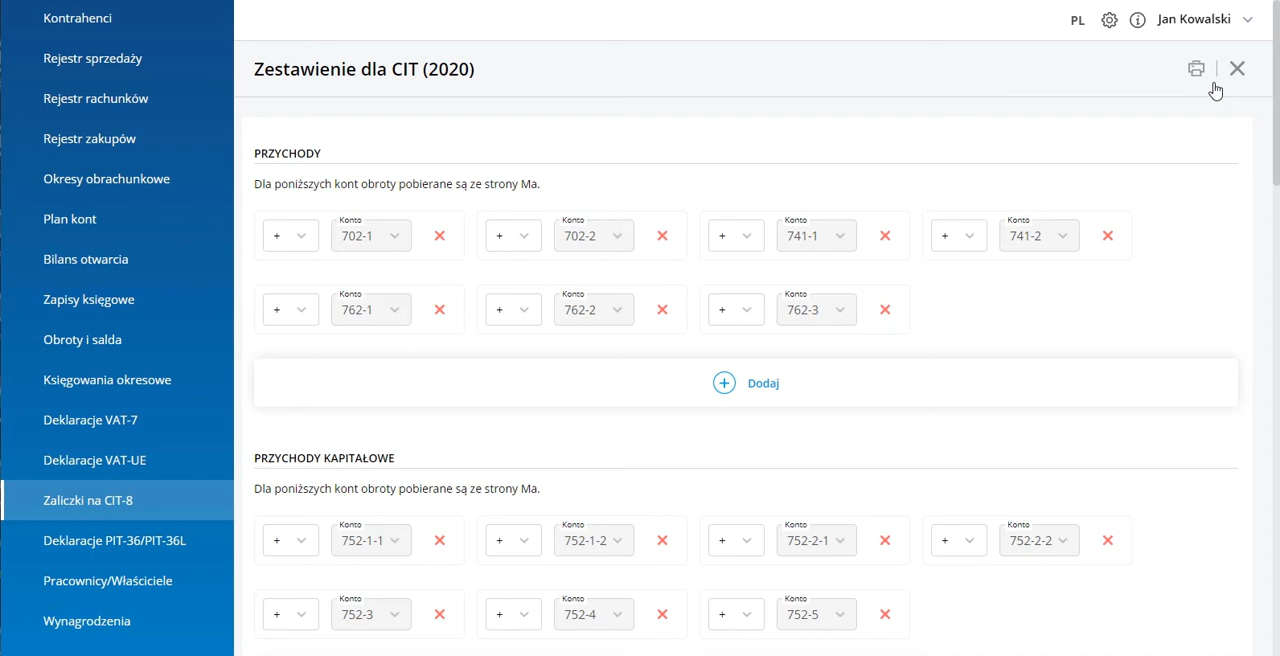 Kontrahenci
Rejestr sprzedaży
Rejestr rachunków
Rejestr zakupów
Okresy obrachunkowe
Plan kont
Bilans otwarcia
Zapisy księgowe
Obroty i salda
Księgowania okresowe
Deklaracje VAT-7
Deklaracje VAT-UE
Zaliczki na CIT-8
Deklaracje PIT-36/PIT-36L
Pracownicy/Właściciele
Wynagrodzenia
PL Jan Kowalski
Zestawienie dla CIT (2020)
PRZYCHODY
Dla poniższych kont obroty pobierane są ze strony Ma.
Konto Konto Konto Konto
+ 702-1 + 702-2 + 741-1 + 741-2
Konto Konto Konto
+ 762-1 + 762-2 + 762-3
Dodaj
PRZYCHODY KAPITAŁOWE
Dla poniższych kont obroty pobierane są ze strony Ma.
Konto Konto Konto Konto
+ 752-1-1 + 752-1-2 + 752-2-1 + 752-2-2
Konto Konto Konto
+ 752-3 + 752-4 + 752-5